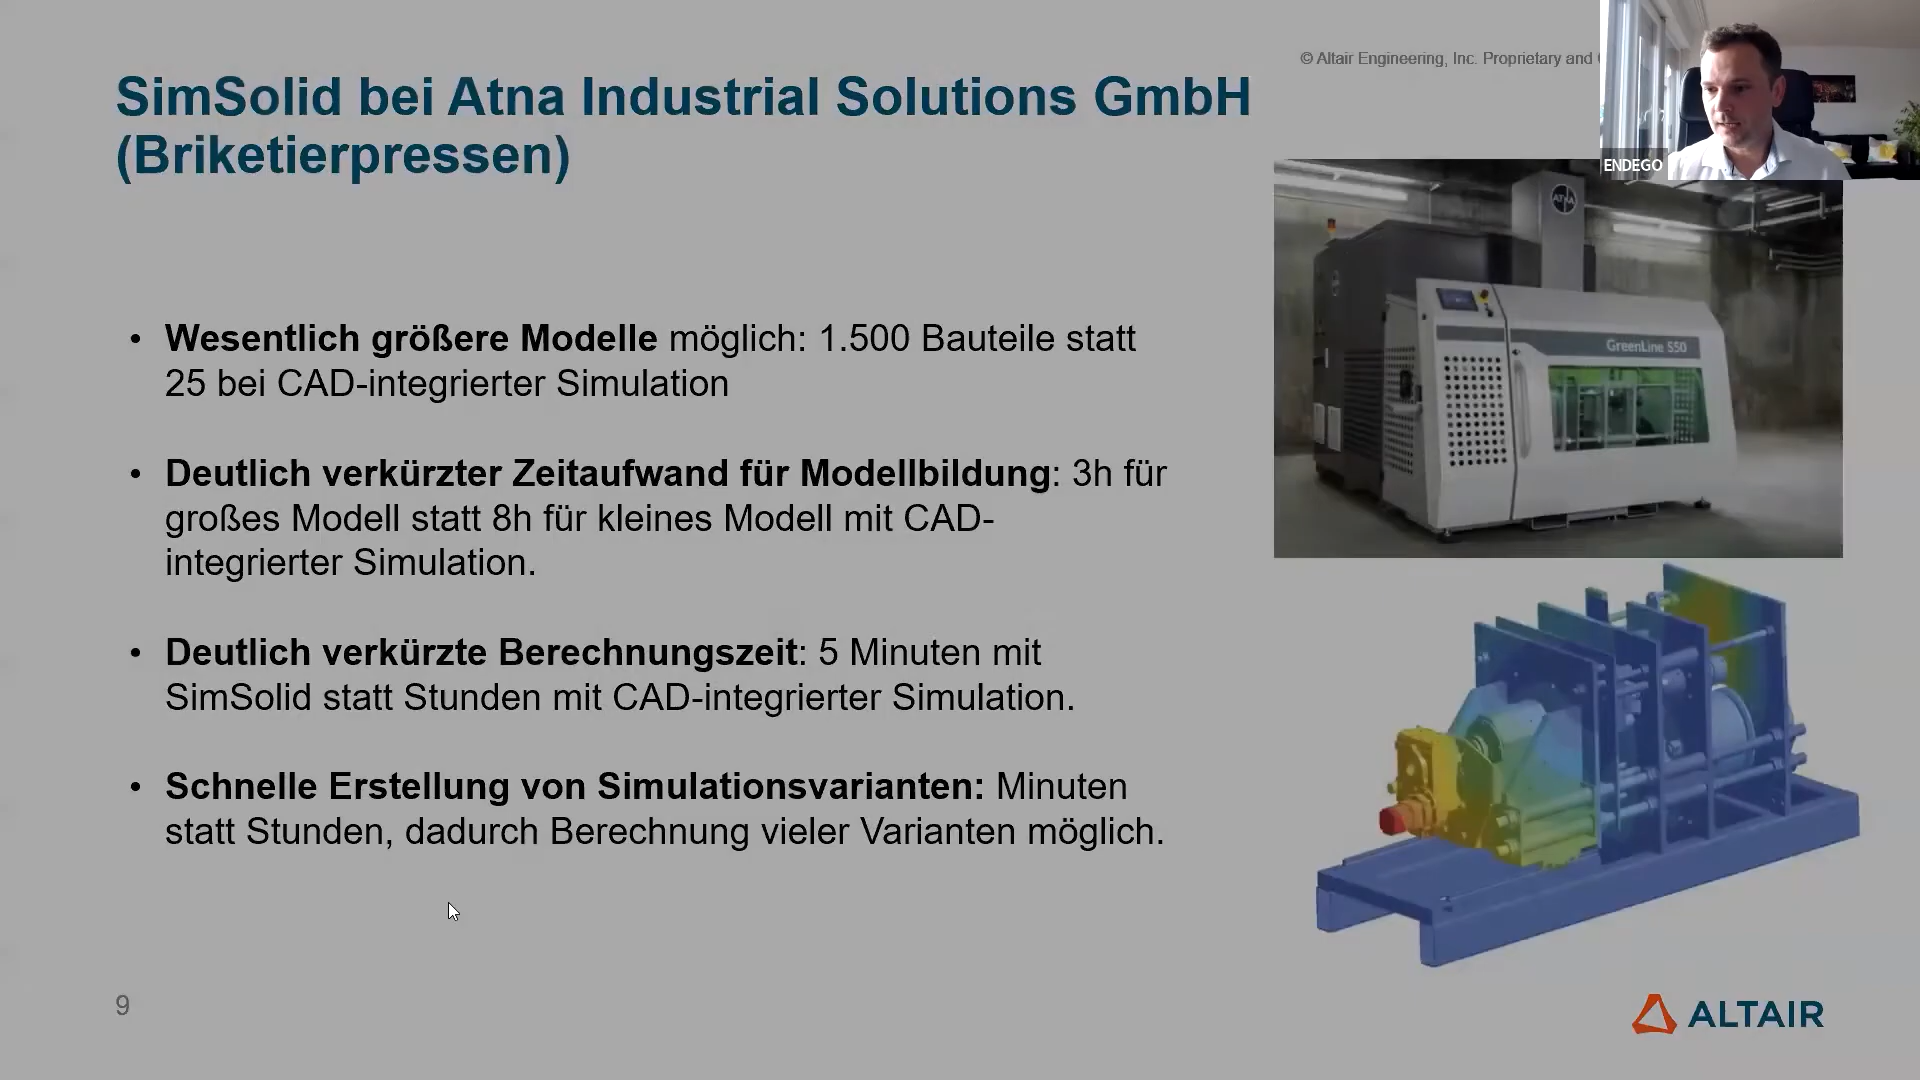 © Altair Engineering, Inc. Proprietary and
SimSolid bei Atna Industrial Solutions GmbH
(Briketierpressen)
ENDEGO
ATNA
GreenLine S50
• Wesentlich größere Modelle möglich: 1.500 Bauteile statt
25 bei CAD-integrierter Simulation
• Deutlich verkürzter Zeitaufwand für Modellbildung: 3h für
großes Modell statt 8h für kleines Modell mit CAD-
integrierter Simulation.
• Deutlich verkürzte Berechnungszeit: 5 Minuten mit
SimSolid statt Stunden mit CAD-integrierter Simulation.
• Schnelle Erstellung von Simulationsvarianten: Minuten
statt Stunden, dadurch Berechnung vieler Varianten möglich.
9
ALTAIR